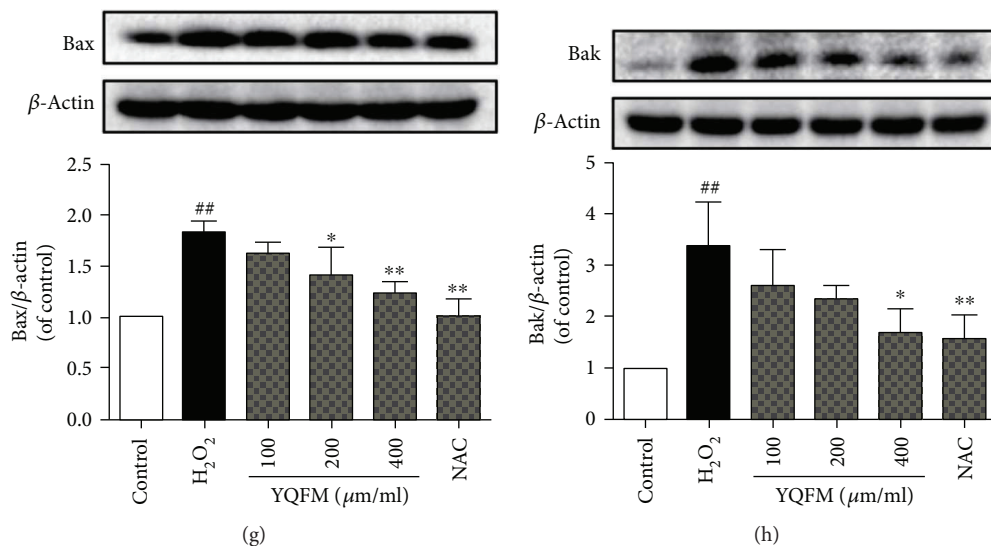 Bax
β-Actin
2.5
2.0
1.5
1.0
0.5
0.0
Bax/β-actin
(of control)
##
*
**
**
Control
H₂O₂
100
200
400
NAC
YQFM (μm/ml)
(g)
Bak
β-Actin
5
4
3
2
1
0
Bak/β-actin
(of control)
##
*
**
Control
H₂O₂
100
200
400
NAC
YQFM (μm/ml)
(h)